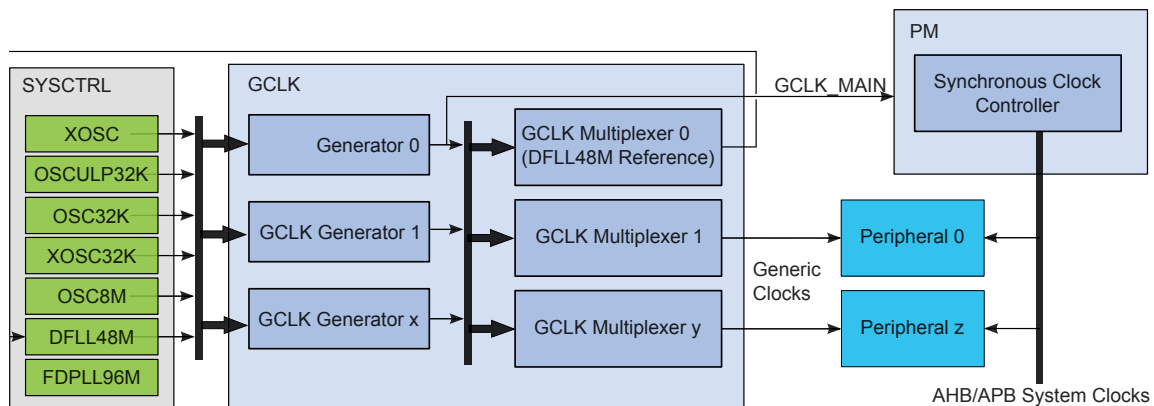 PM
SYSCTRL
GCLK
GCLK_MAIN
Synchronous Clock
Controller
XOSC
Generator 0
GCLK Multiplexer 0
(DFLL48M Reference)
OSCULP32K
OSC32K
GCLK Generator 1
GCLK Multiplexer 1
Peripheral 0
XOSC32K
Generic
Clocks
OSC8M
GCLK Generator x
GCLK Multiplexer y
Peripheral z
DFLL48M
FDPLL96M
AHB/APB System Clocks